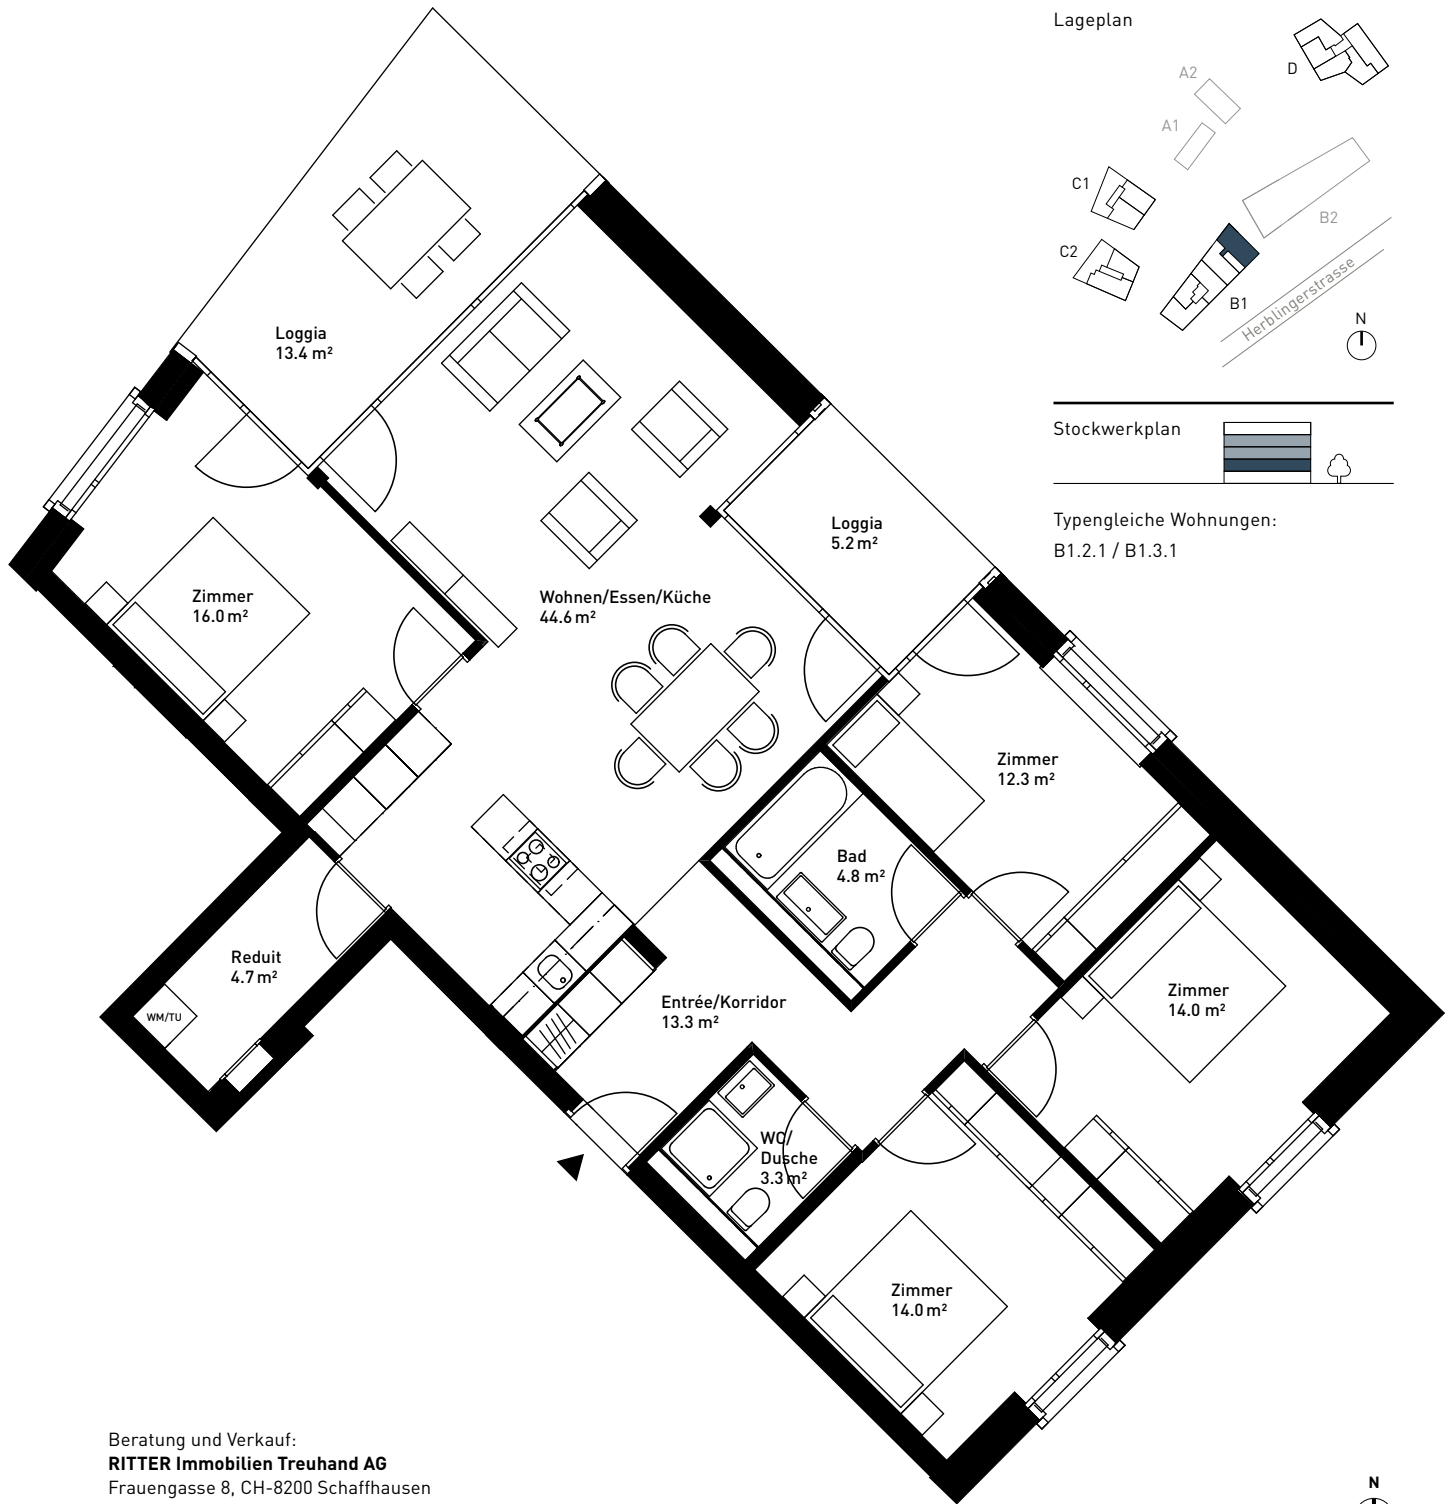 Lageplan
D
A2
A1
C1
B2
C2
B1
Herblingerstrasse
N
Stockwerkplan
Typengleiche Wohnungen:
B1.2.1 / B1.3.1
Loggia
13.4 m²
Loggia
5.2 m²
Zimmer
16.0 m²
Wohnen/Essen/Küche
44.6 m²
Zimmer
12.3 m²
Bad
4.8 m²
Reduit
4.7 m²
WM/TU
Entrée/Korridor
13.3 m²
Zimmer
14.0 m²
WC/
Dusche
3.3 m²
Zimmer
14.0 m²
Beratung und Verkauf:
RITTER Immobilien Treuhand AG
Frauengasse 8, CH-8200 Schaffhausen
N